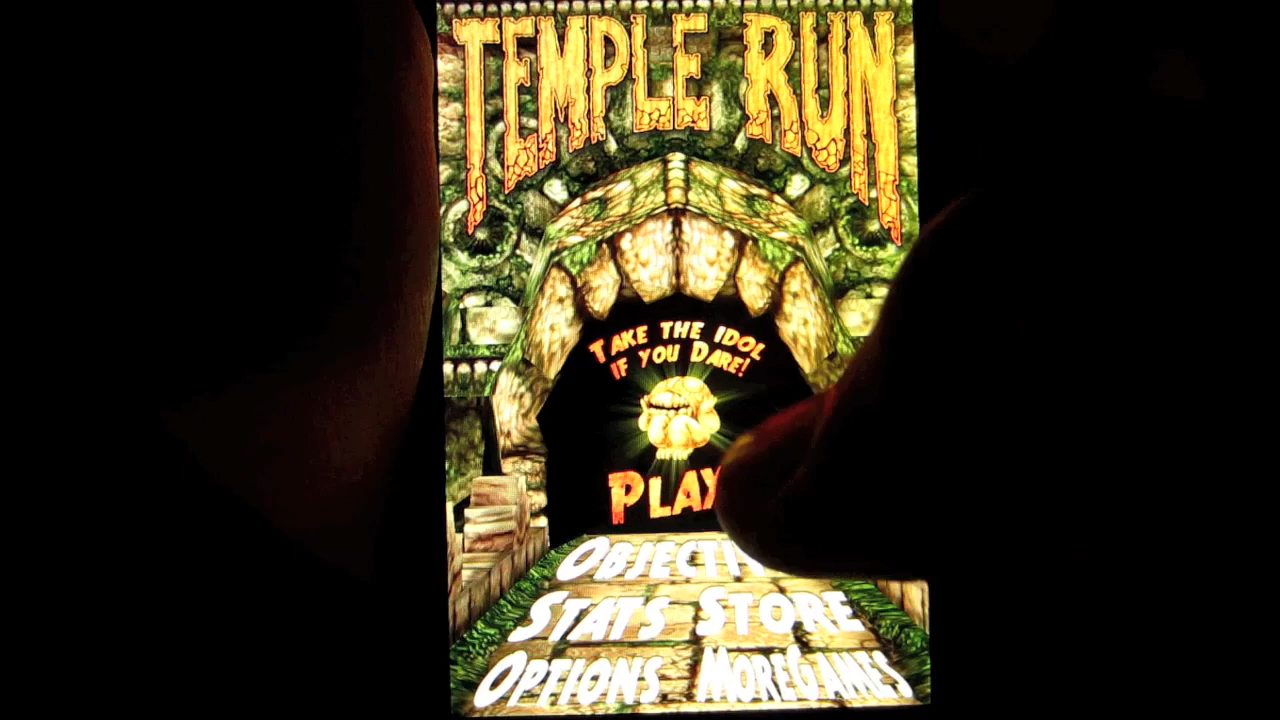 TEMPLE RUN
TAKE THE IDOL
IF YOU DARE!
PLAY
STATS STORE
OPTIONS MOREGAMES